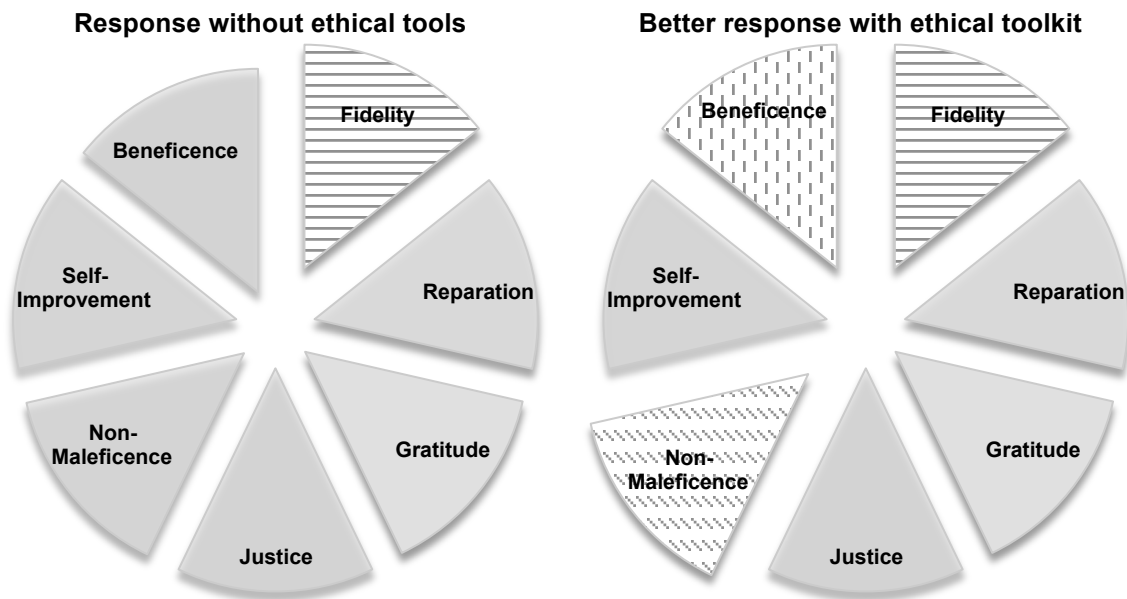 Response without ethical tools
Fidelity
Beneficence
Self-
Improvement
Reparation
Non-
Maleficence
Gratitude
Justice
Better response with ethical toolkit
Beneficence
Fidelity
Self-
Improvement
Reparation
Non-
Maleficence
Gratitude
Justice